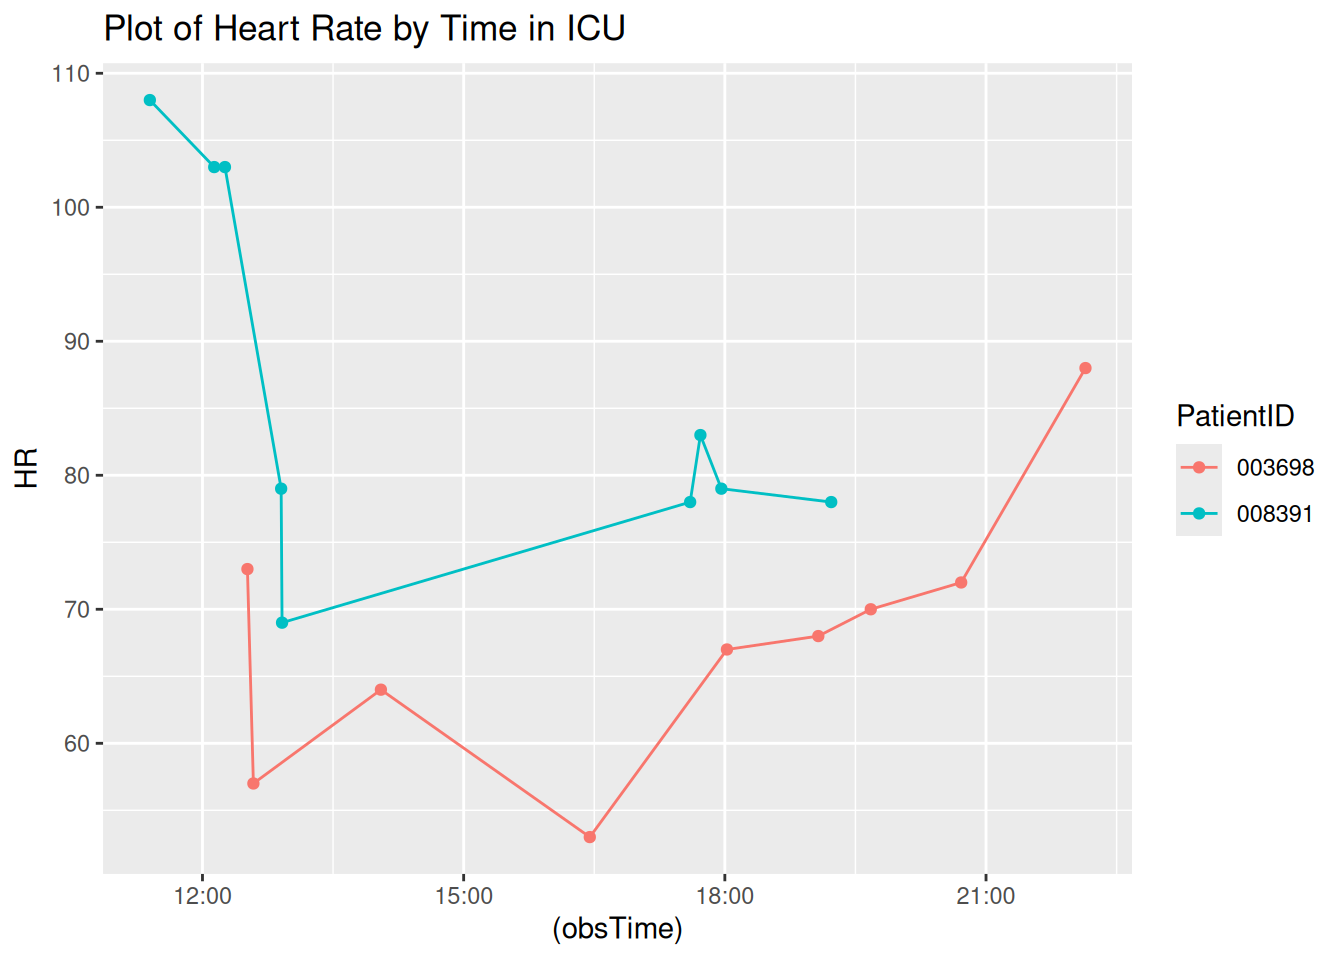 Plot of Heart Rate by Time in ICU
110
100
90
80
70
60
HR
12:00 15:00 18:00 21:00
(obsTime)
PatientID
003698
008391